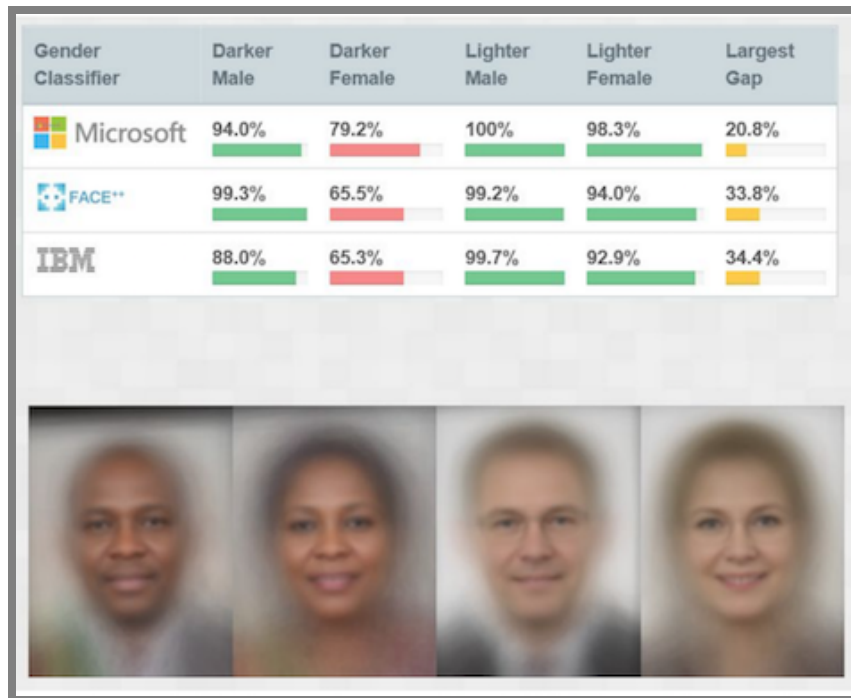 Gender Classifier Darker Male Darker Female Lighter Male Lighter Female Largest Gap
Microsoft 94.0% 79.2% 100% 98.3% 20.8%
FACE++ 99.3% 65.5% 99.2% 94.0% 33.8%
IBM 88.0% 65.3% 99.7% 92.9% 34.4%